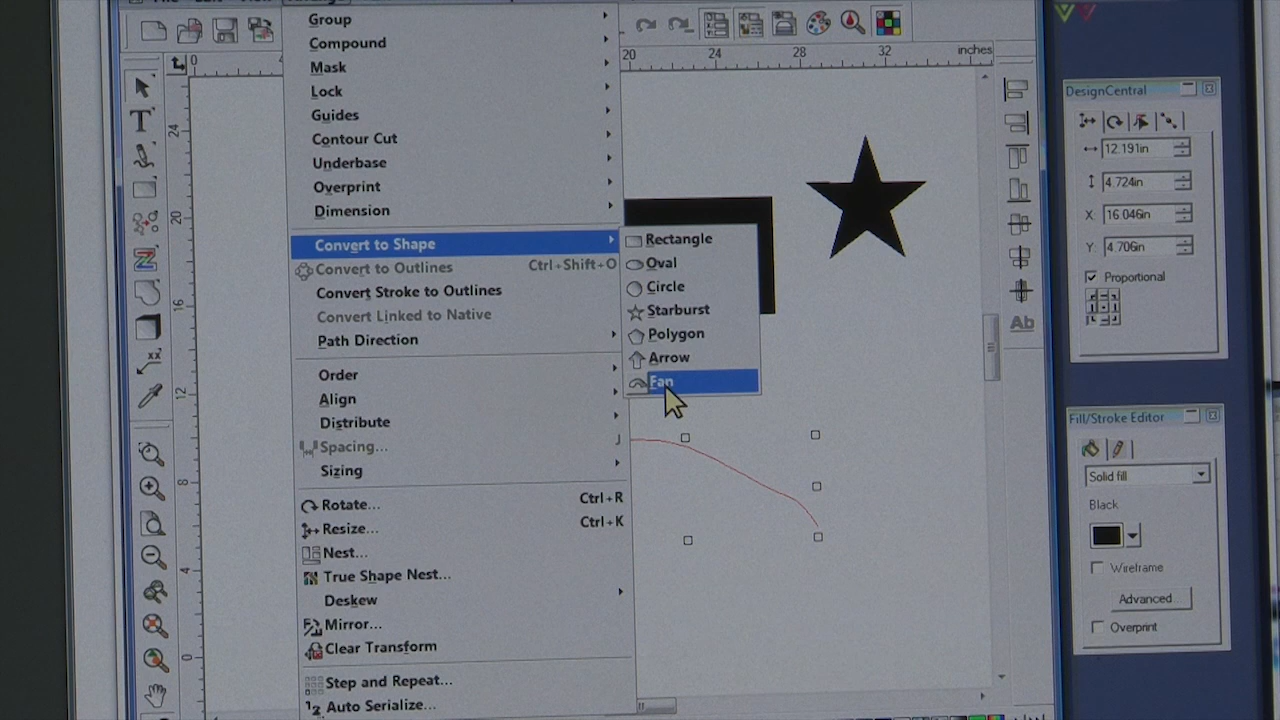 Group
Compound
Mask
Lock
Guides
Contour Cut
Underbase
Overprint
Dimension
Convert to Shape
Convert to Outlines Ctrl+Shift+O
Convert Stroke to Outlines
Convert Linked to Native
Path Direction
Order
Align
Distribute
Spacing... J
Sizing
Rotate... Ctrl+R
Resize... Ctrl+K
Nest...
True Shape Nest...
Deskew
Mirror...
Clear Transform
Step and Repeat...
Auto Serialize...
Rectangle
Oval
Circle
Starburst
Polygon
Arrow
Fan
0
20 24 28 32 inches
24
20
16
12
8
4
0
Ab
DesignCentral
12.191in
4.724in
X: 16.046in
Y: 4.706in
Proportional
Fill/Stroke Editor
Solid fill
Black
Wireframe
Advanced...
Overprint